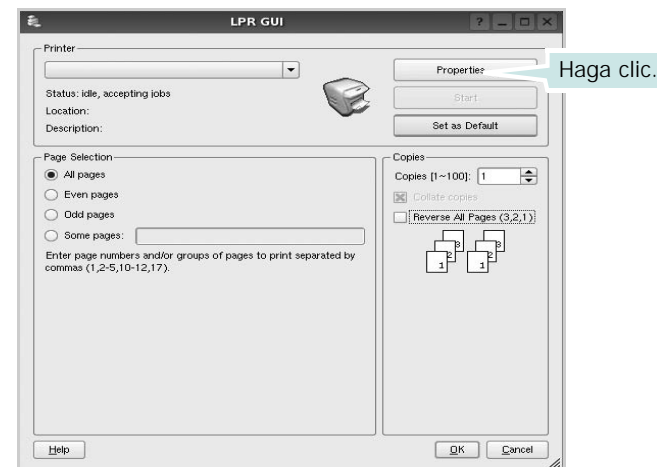 LPR GUI
Printer
Properties
Haga clic.
Status: idle, accepting jobs
Start
Location:
Description:
Set as Default
Page Selection
Copies
All pages
Copies [1~100]: 1
Even pages
Collate copies
Odd pages
Reverse All Pages (3,2,1)
Some pages:
Enter page numbers and/or groups of pages to print separated by
commas (1,2-5,10-12,17).
3 3
2 2
1 1
Help
OK
Cancel